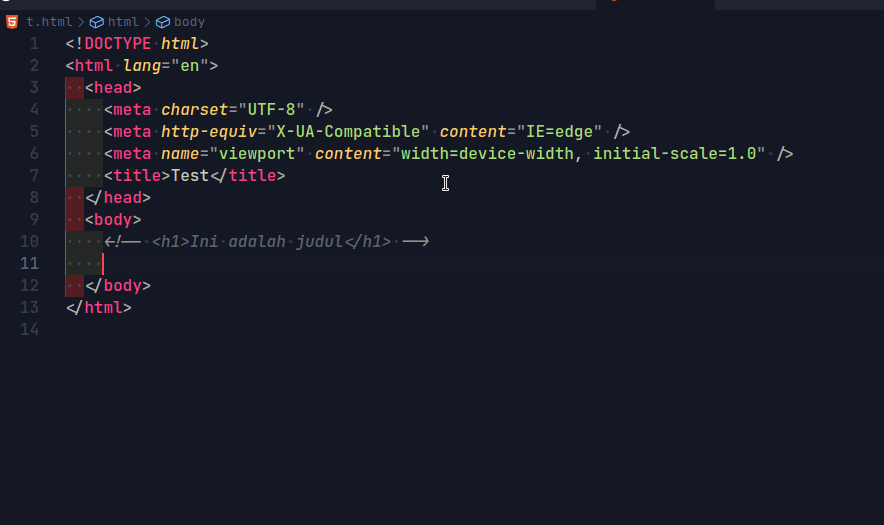 t.html > html > body
1 <!DOCTYPE html>
2 <html lang="en">
3 <head>
4 <meta charset="UTF-8" />
5 <meta http-equiv="X-UA-Compatible" content="IE=edge" />
6 <meta name="viewport" content="width=device-width, initial-scale=1.0" />
7 <title>Test</title>
8 </head>
9 <body>
10 <!-- <h1>Ini adalah judul</h1> -->
11
12 </body>
13 </html>
14